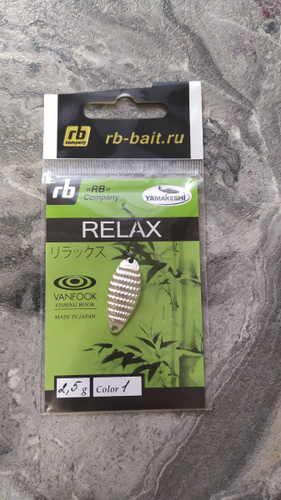 rb
company
rb-bait.ru
rb
«RB»
Company
YAMAKESHI
RELAX
リラックス
VANFOOK
FISHING HOOK
MADE IN JAPAN
2,5 g
Color 1